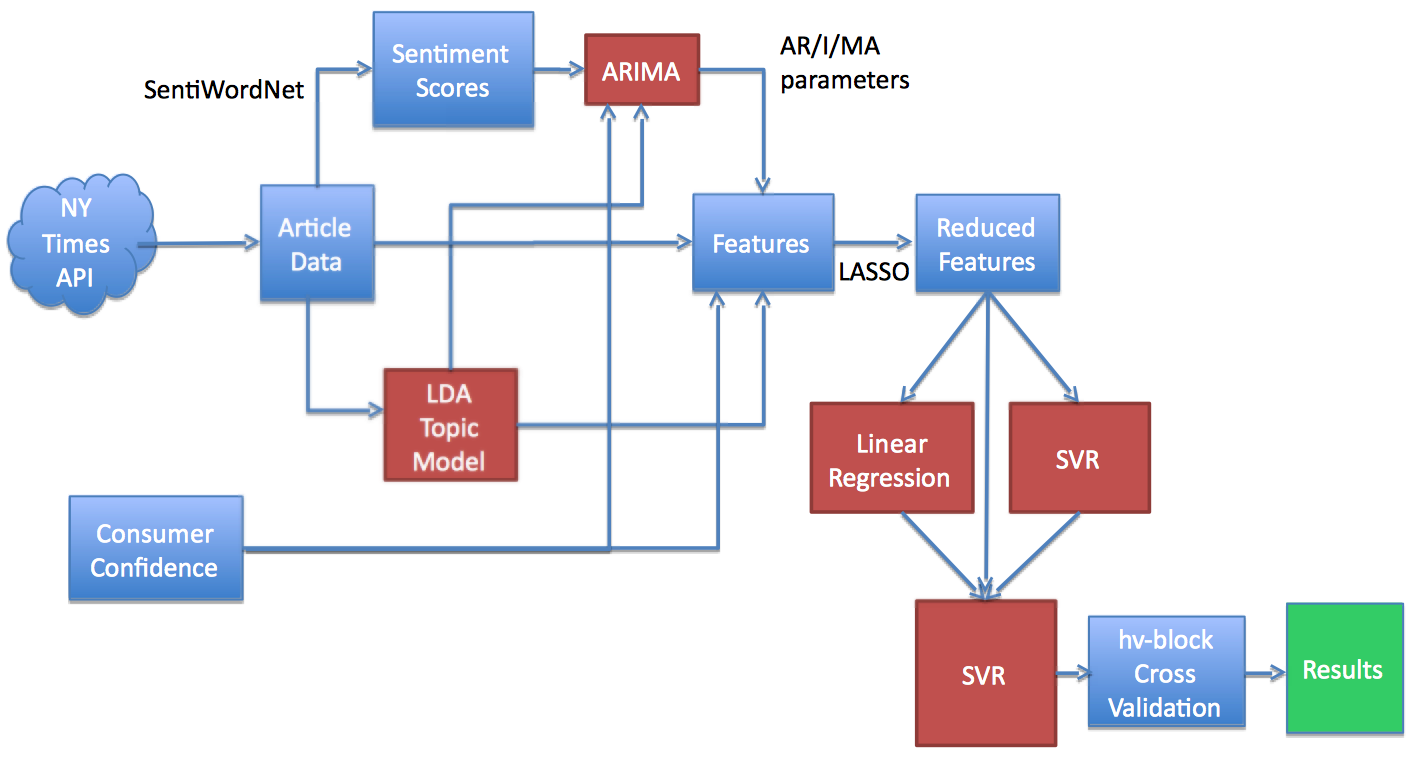 Sentiment
Scores
ARIMA
AR/I/MA
parameters
SentiWordNet
NY
Times
API
Article
Data
Features
LASSO
Reduced
Features
LDA
Topic
Model
Linear
Regression
SVR
Consumer
Confidence
SVR
hv-block
Cross
Validation
Results